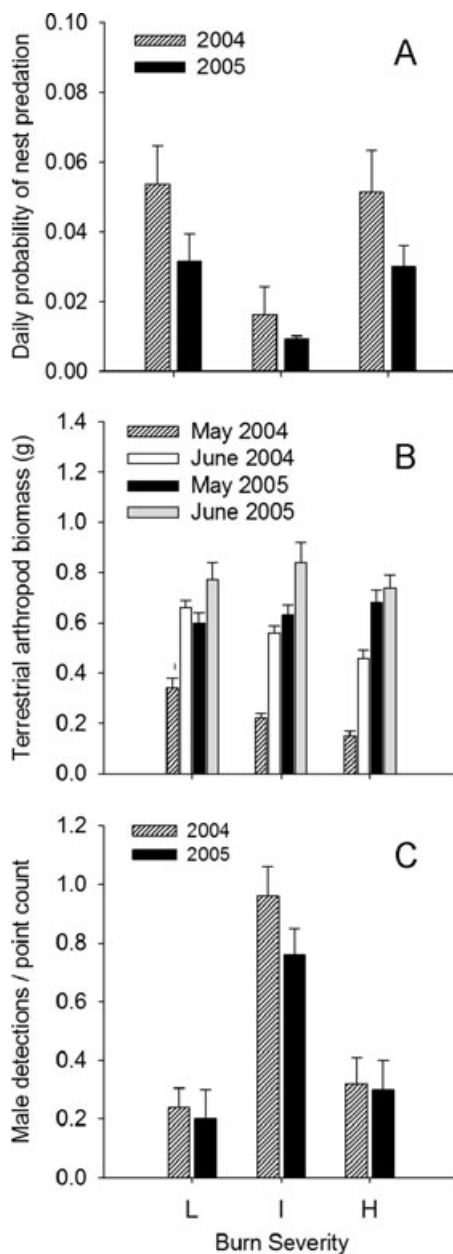 0.10
0.08
0.06
0.04
0.02
0.00
Daily probability of nest predation
2004
2005
A
1.4
1.2
1.0
0.8
0.6
0.4
0.2
0.0
Terrestrial arthropod biomass (g)
May 2004
June 2004
May 2005
June 2005
B
1.2
1.0
0.8
0.6
0.4
0.2
0.0
Male detections / point count
2004
2005
C
L I H
Burn Severity